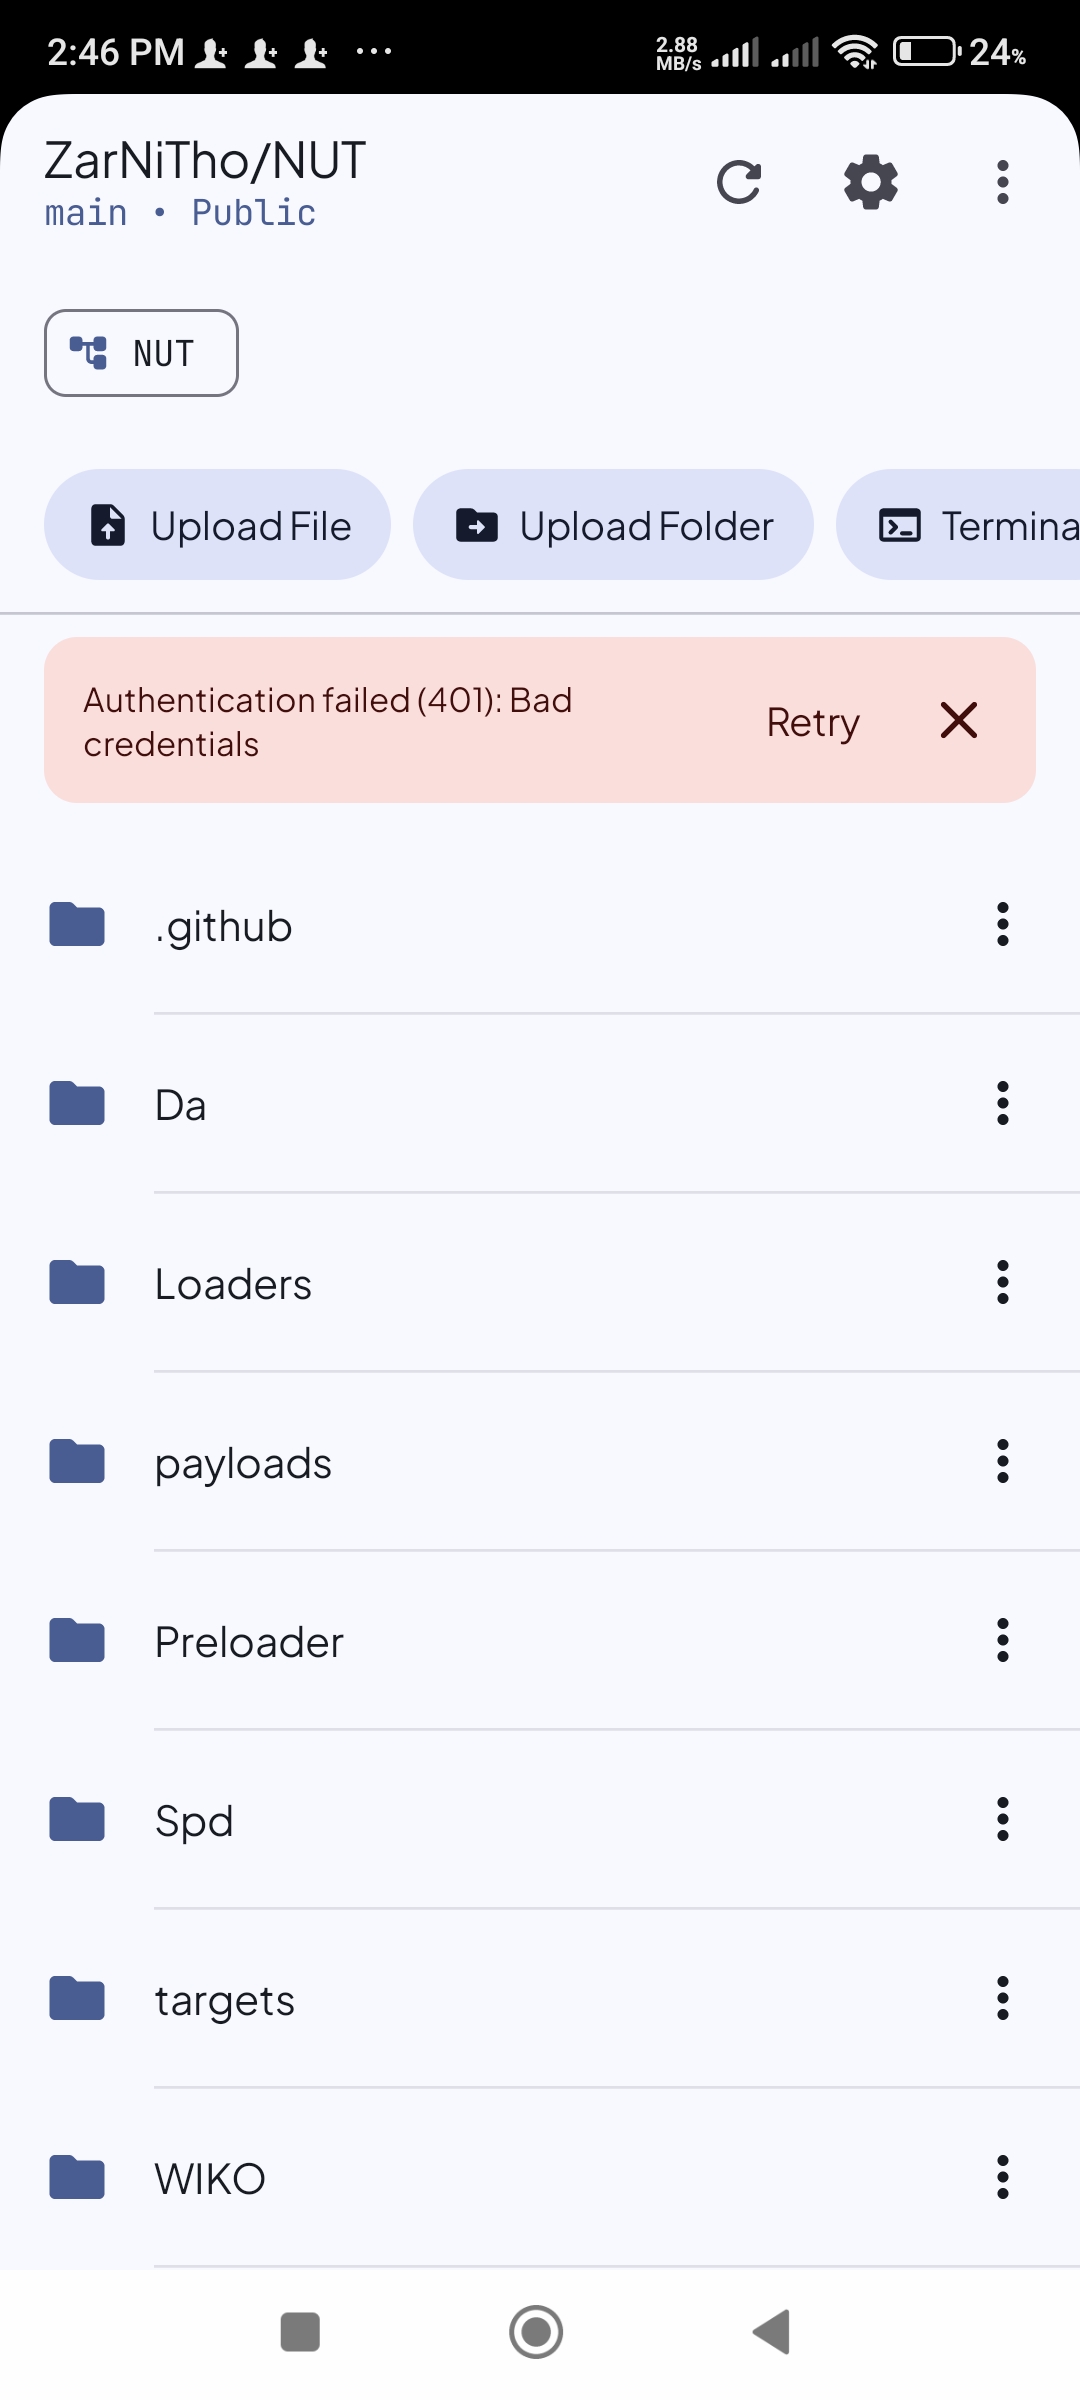 2:46 PM 2.88 MB/s 24%
ZarNiTho/NUT
main • Public
NUT
Upload File Upload Folder Termina
Authentication failed (401): Bad
credentials
Retry
.github
Da
Loaders
payloads
Preloader
Spd
targets
WIKO